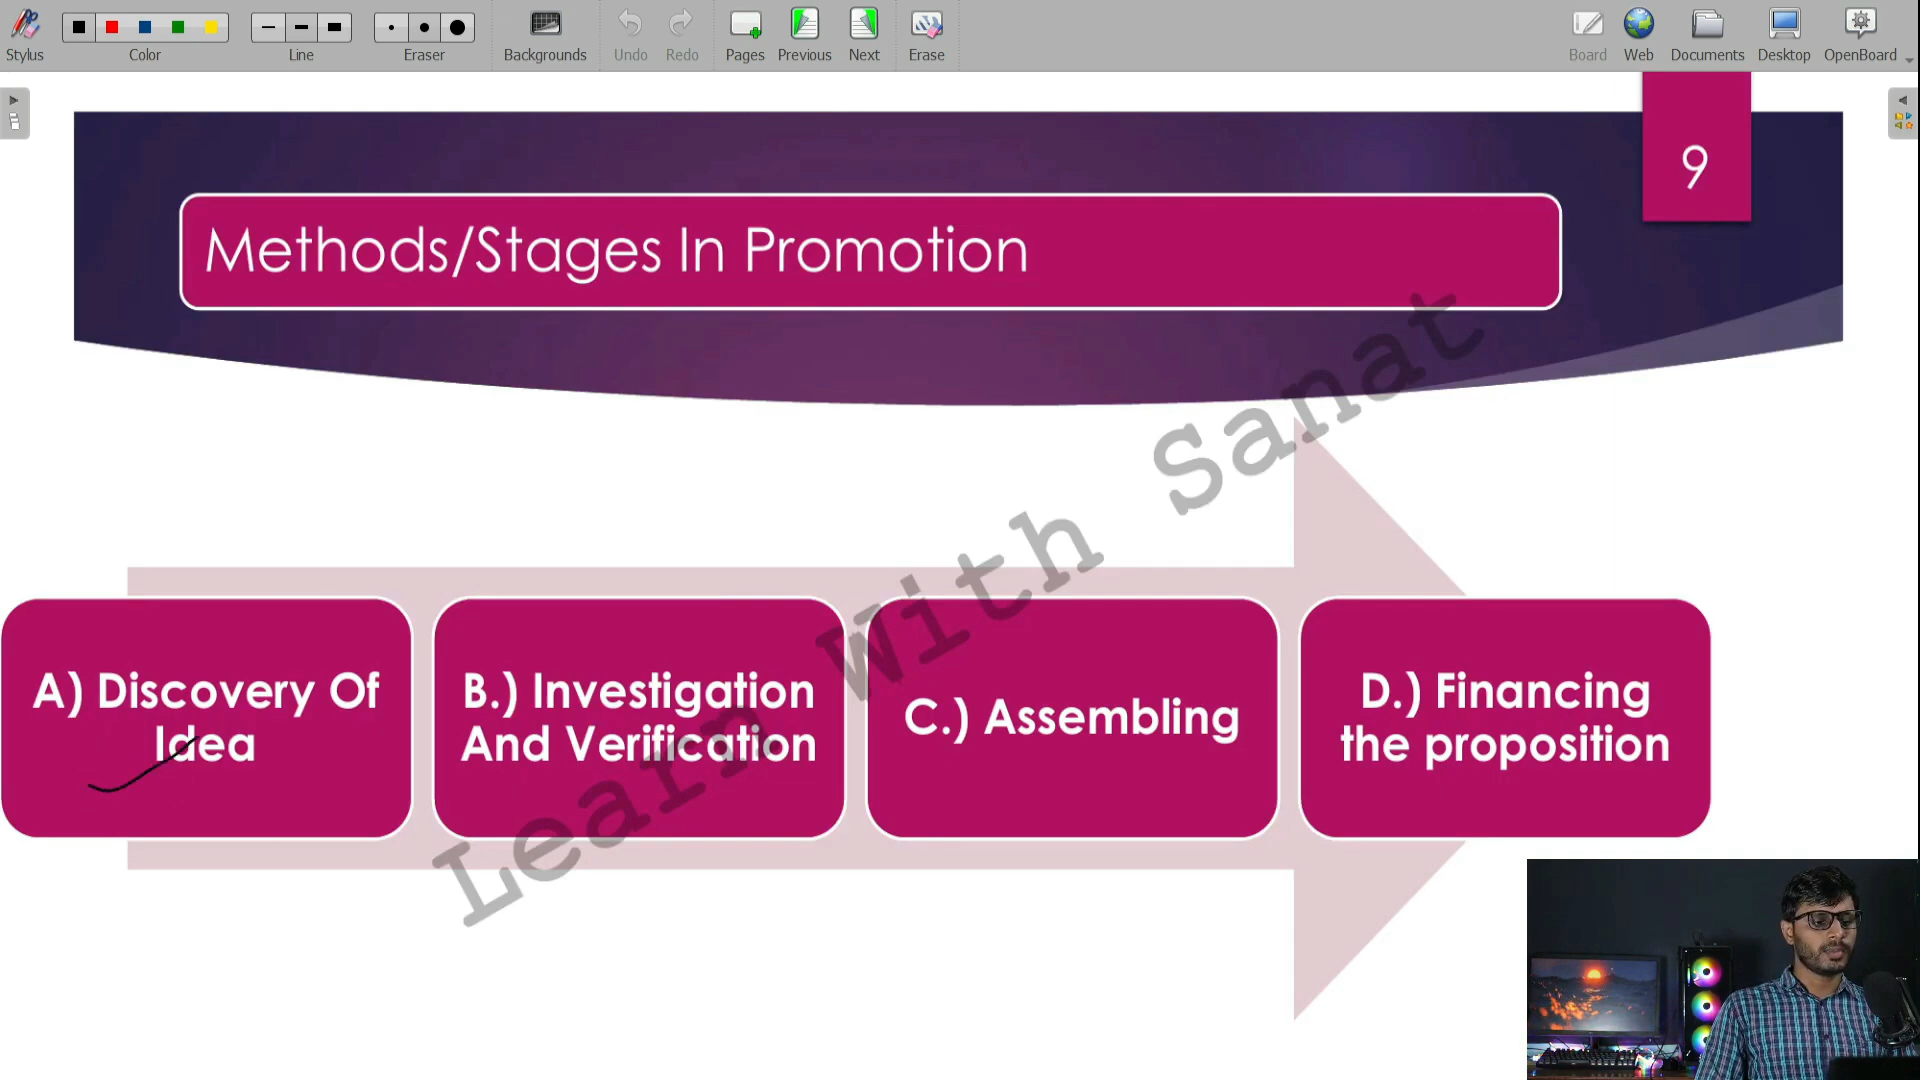 Stylus
Color
Line
Eraser
Backgrounds
Undo
Redo
Pages
Previous
Next
Erase
Board
Web
Documents
Desktop
OpenBoard
9
Methods/Stages In Promotion
Learn With Sanat
A) Discovery Of
Idea
B.) Investigation
And Verification
C.) Assembling
D.) Financing
the proposition